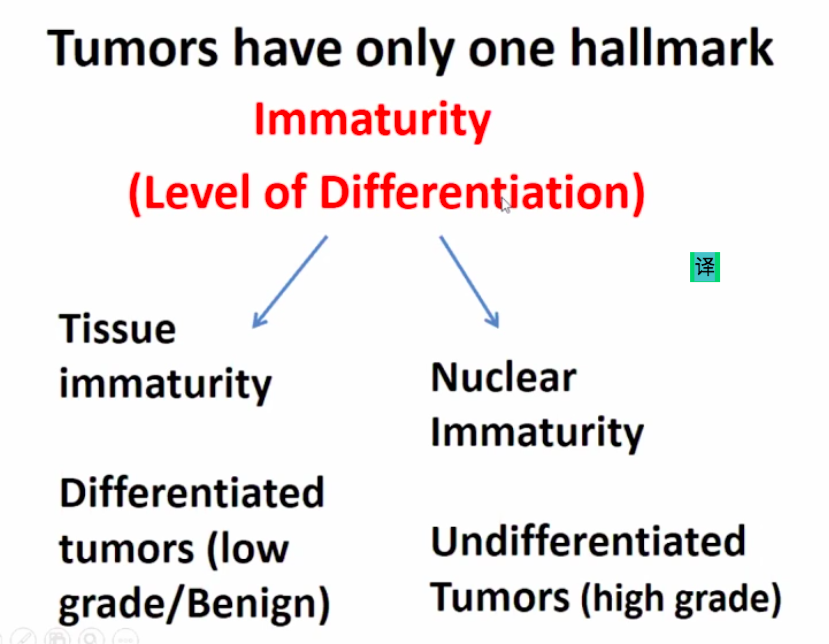 Tumors have only one hallmark
Immaturity
(Level of Differentiation)
译
Tissue
immaturity
Differentiated
tumors (low
grade/Benign)
Nuclear
Immaturity
Undifferentiated
Tumors (high grade)